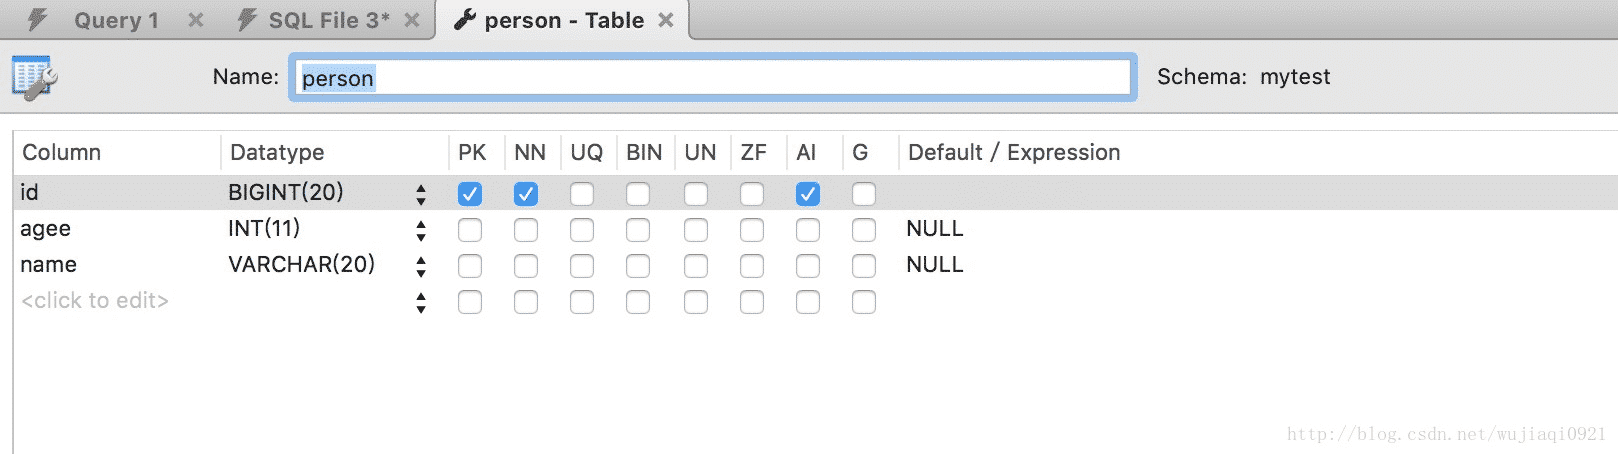 Query 1 SQL File 3* person - Table
Name: person Schema: mytest
Column Datatype PK NN UQ BIN UN ZF AI G Default / Expression
id BIGINT(20)
agee INT(11) NULL
name VARCHAR(20) NULL
<click to edit>
http://blog.csdn.net/wujiaqi0921